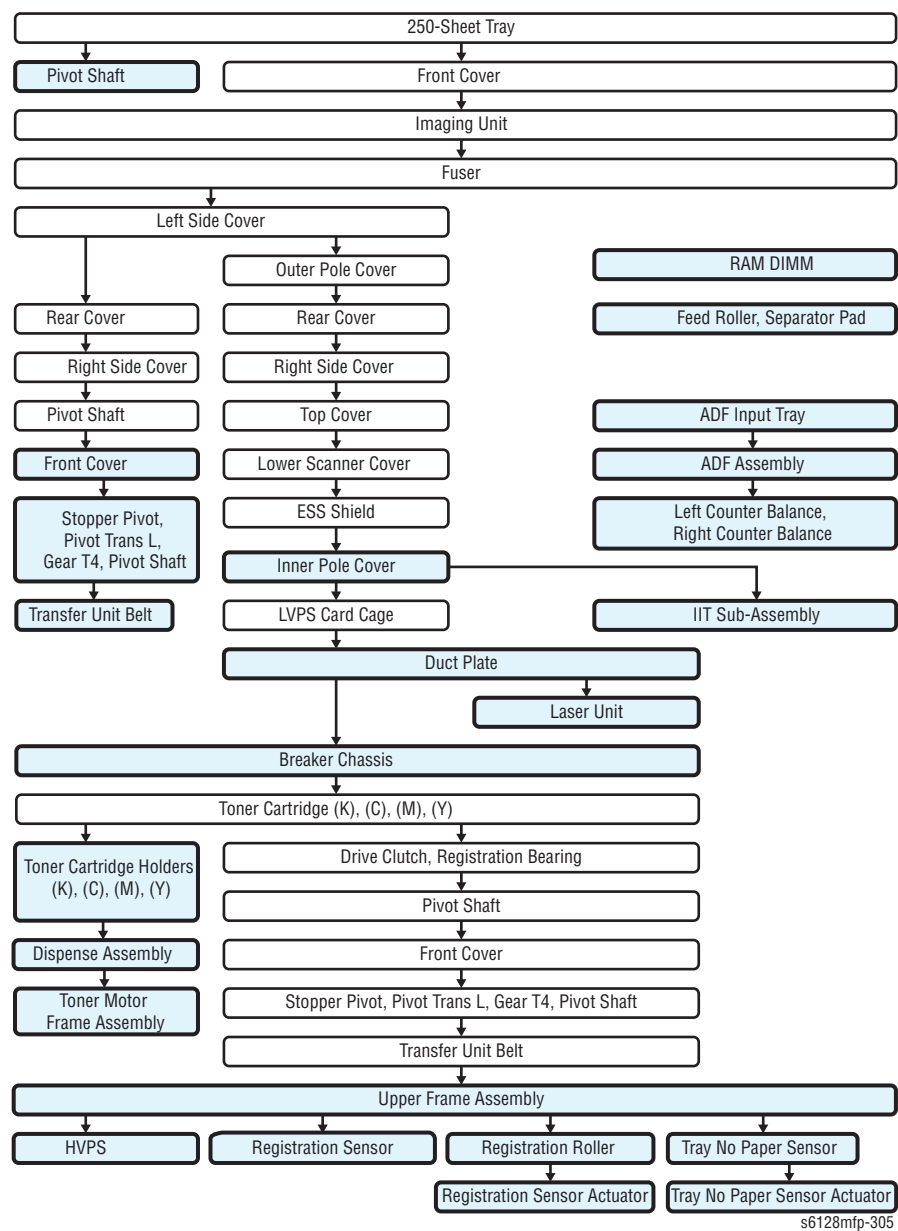 250-Sheet Tray
Pivot Shaft
Front Cover
Imaging Unit
Fuser
Left Side Cover
Outer Pole Cover
RAM DIMM
Rear Cover
Rear Cover
Feed Roller, Separator Pad
Right Side Cover
Right Side Cover
Pivot Shaft
Top Cover
ADF Input Tray
Front Cover
Lower Scanner Cover
ADF Assembly
Stopper Pivot,
Pivot Trans L,
Gear T4, Pivot Shaft
ESS Shield
Left Counter Balance,
Right Counter Balance
Inner Pole Cover
Transfer Unit Belt
LVPS Card Cage
IIT Sub-Assembly
Duct Plate
Laser Unit
Breaker Chassis
Toner Cartridge (K), (C), (M), (Y)
Toner Cartridge Holders
(K), (C), (M), (Y)
Drive Clutch, Registration Bearing
Pivot Shaft
Dispense Assembly
Front Cover
Toner Motor
Frame Assembly
Stopper Pivot, Pivot Trans L, Gear T4, Pivot Shaft
Transfer Unit Belt
Upper Frame Assembly
HVPS
Registration Sensor
Registration Roller
Tray No Paper Sensor
Registration Sensor Actuator
Tray No Paper Sensor Actuator
s6128mfp-305